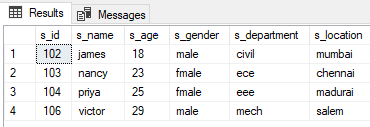 Results Messages
s_id s_name s_age s_gender s_department s_location
1 102 james 18 male civil mumbai
2 103 nancy 23 fmale ece chennai
3 104 priya 25 fmale eee madurai
4 106 victor 29 male mech salem